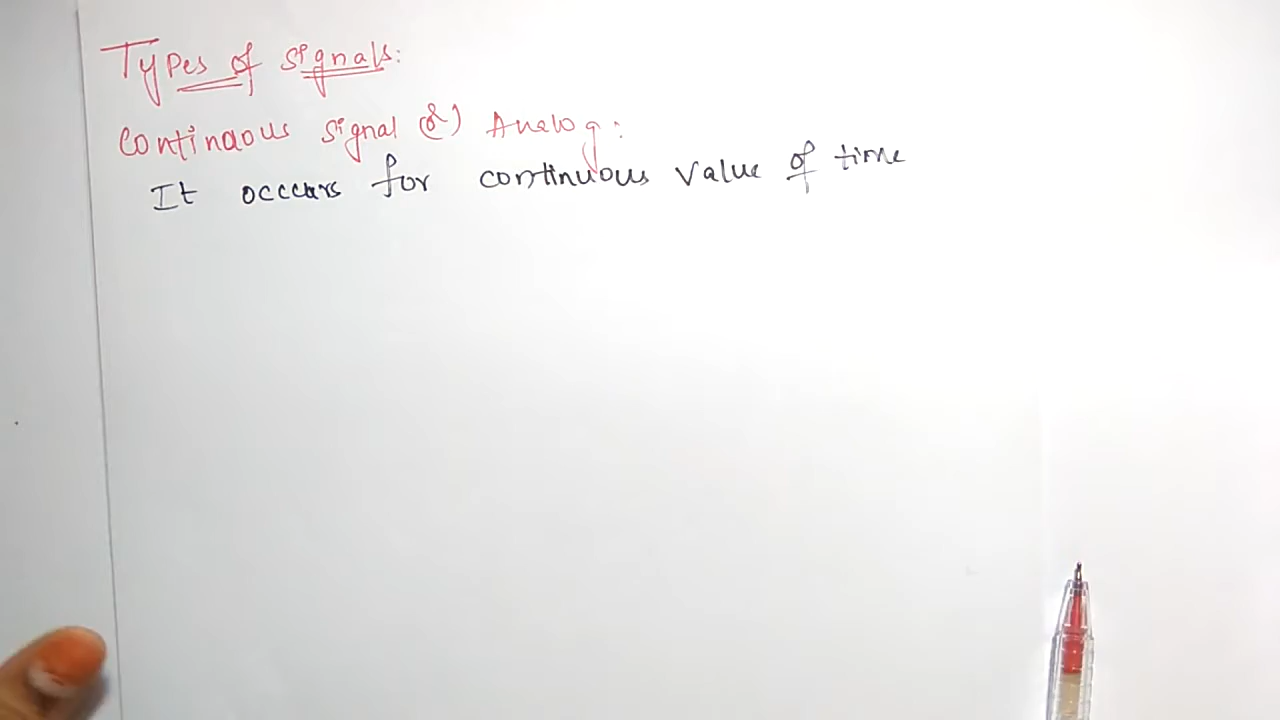 Types of signals:
Continuous signal (or) Analog:
It occurs for continuous value of time